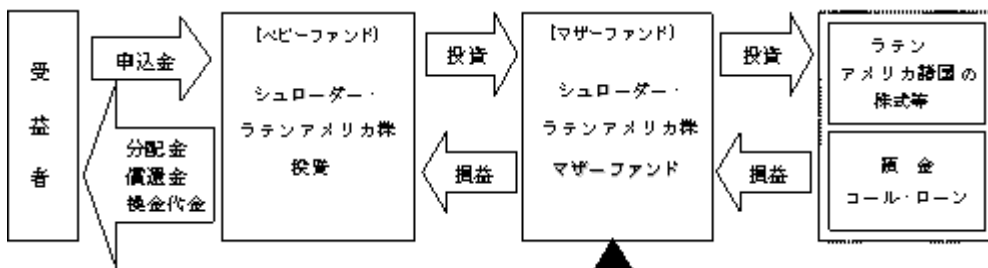 受
益
者
申込金
分配金
償還金
換金代金
[ベビーファンド]
シュローダー・
ラテンアメリカ株
投資
投資
損益
[マザーファンド]
シュローダー・
ラテンアメリカ株
マザーファンド
投資
損益
ラテン
アメリカ諸国の
株式等
預金
コール・ローン